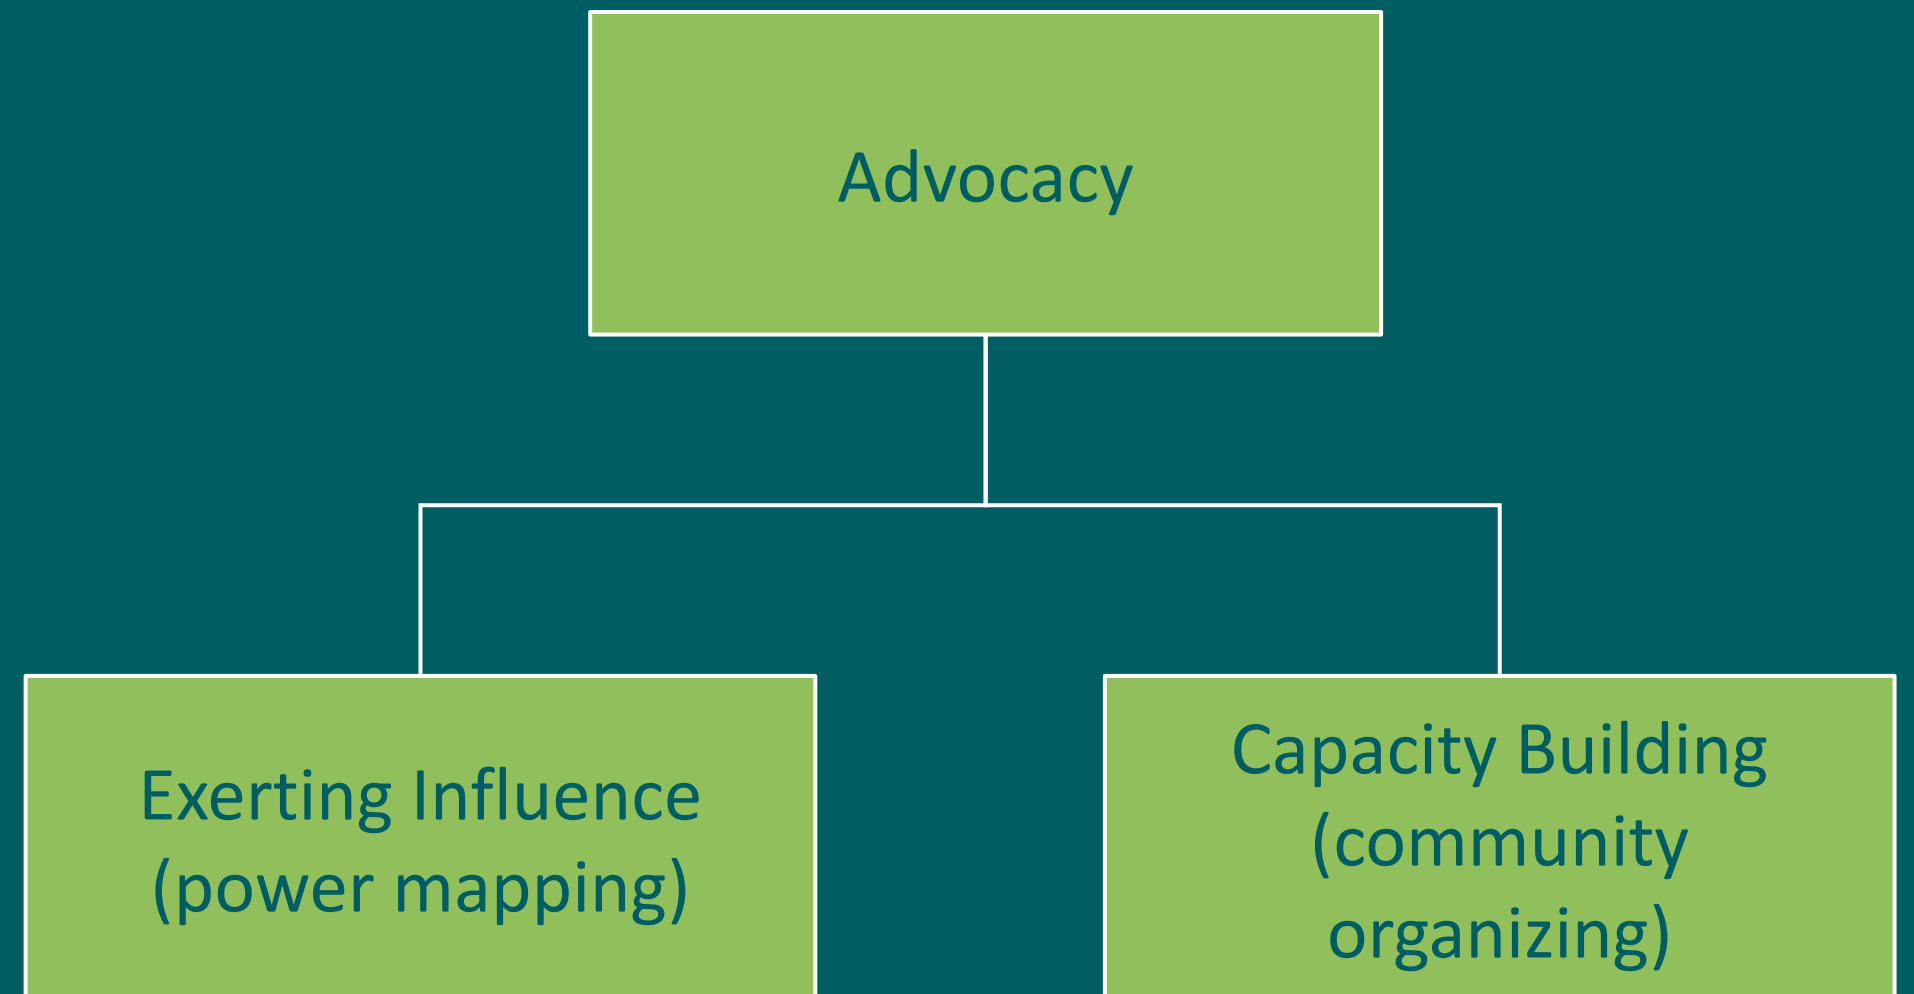 Advocacy
Exerting Influence
(power mapping)
Capacity Building
(community
organizing)